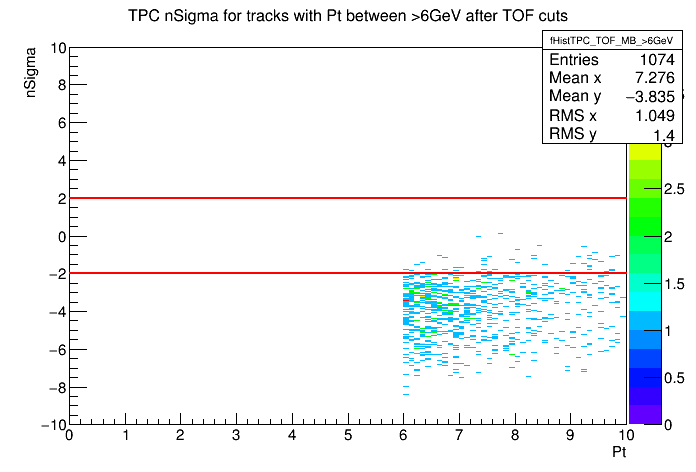 TPC nSigma for tracks with Pt between >6GeV after TOF cuts
fHistTPC_TOF_MB_>6GeV
Entries 1074
Mean x 7.276
Mean y −3.835
RMS x 1.049
RMS y 1.4
nSigma
10
8
6
4
2
0
−2
−4
−6
−8
−10
0 1 2 3 4 5 6 7 8 9 10
Pt
2.5
2
1.5
1
0.5
0